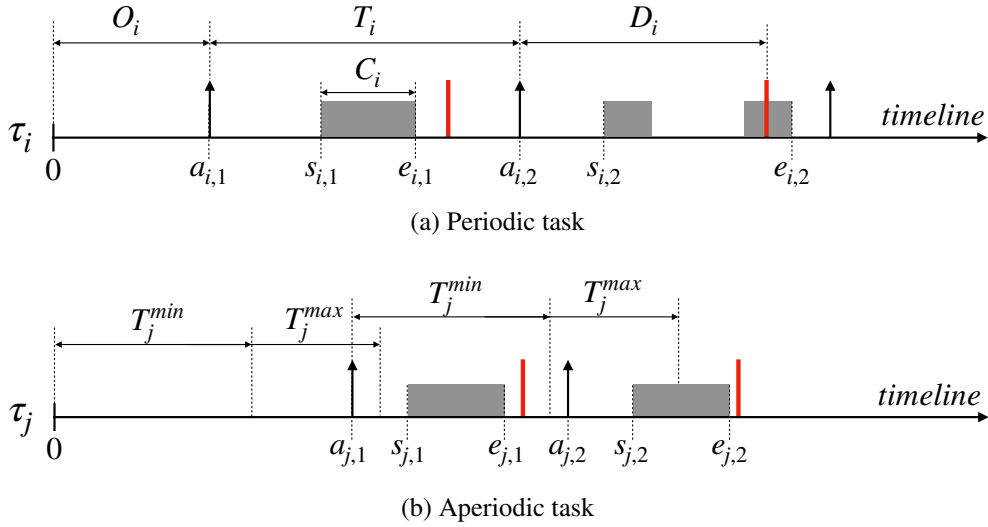 O_i T_i D_i
C_i
timeline
τ_i
0 a_{i,1} s_{i,1} e_{i,1} a_{i,2} s_{i,2} e_{i,2}
(a) Periodic task
T_j^{min} T_j^{max} T_j^{min} T_j^{max}
timeline
τ_j
0 a_{j,1} s_{j,1} e_{j,1} a_{j,2} s_{j,2} e_{j,2}
(b) Aperiodic task